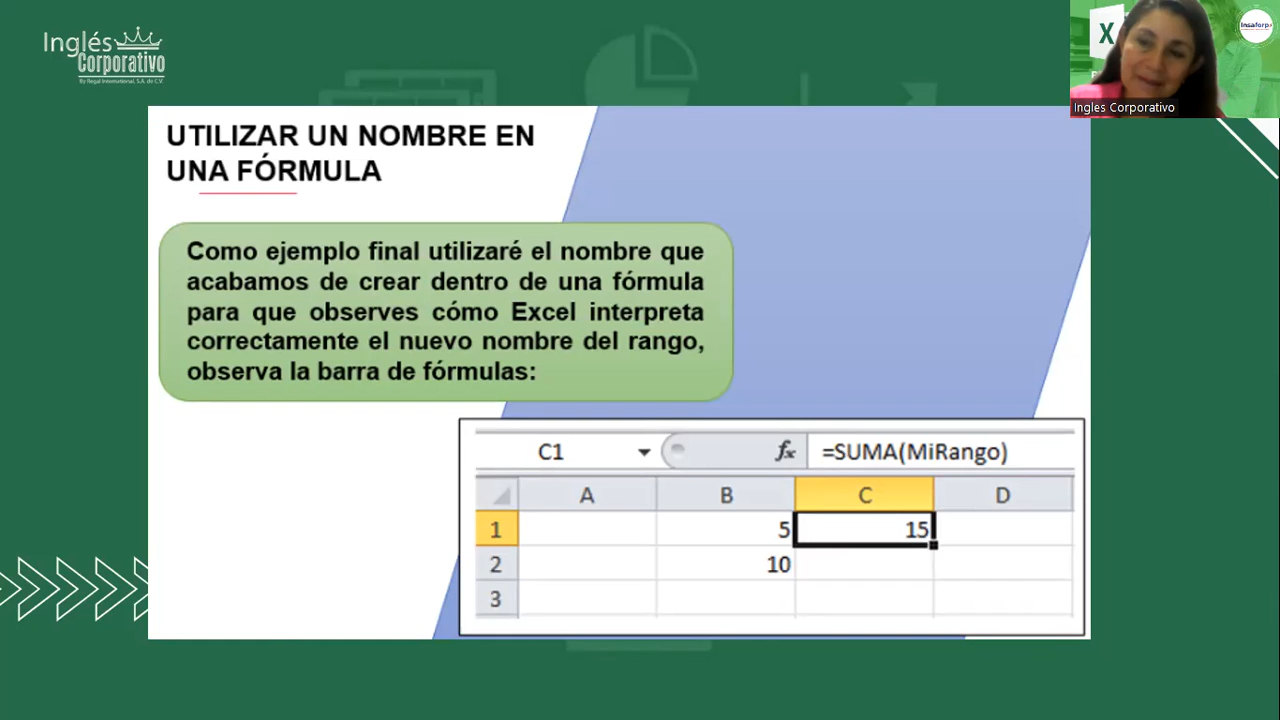 Inglés
Corporativo
By Regal International, S.A. de C.V.
X
Insaforp
Ingles Corporativo
UTILIZAR UN NOMBRE EN
UNA FÓRMULA
Como ejemplo final utilizaré el nombre que
acabamos de crear dentro de una fórmula
para que observes cómo Excel interpreta
correctamente el nuevo nombre del rango,
observa la barra de fórmulas:
C1 fx =SUMA(MiRango)
A B C D
1 5 15
2 10
3